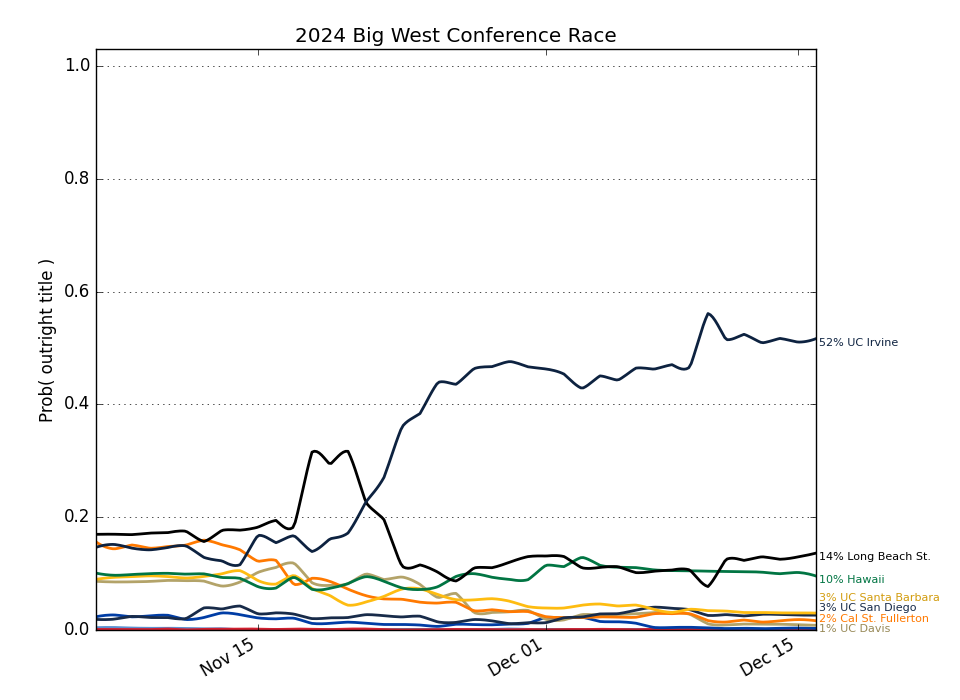 2024 Big West Conference Race
Prob( outright title )
1.0
0.8
0.6
0.4
0.2
0.0
Nov 15
Dec 01
Dec 15
52% UC Irvine
14% Long Beach St.
10% Hawaii
3% UC Santa Barbara
3% UC San Diego
2% Cal St. Fullerton
1% UC Davis